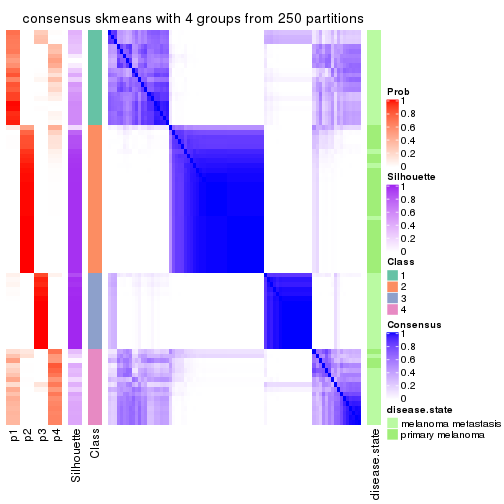 consensus skmeans with 4 groups from 250 partitions
Prob
1
0.8
0.6
0.4
0.2
0
Silhouette
1
0.8
0.6
0.4
0.2
0
Class
1
2
3
4
Consensus
1
0.8
0.6
0.4
0.2
0
disease.state
melanoma metastasis
primary melanoma
p1
p2
p3
p4
Silhouette
Class
disease.state